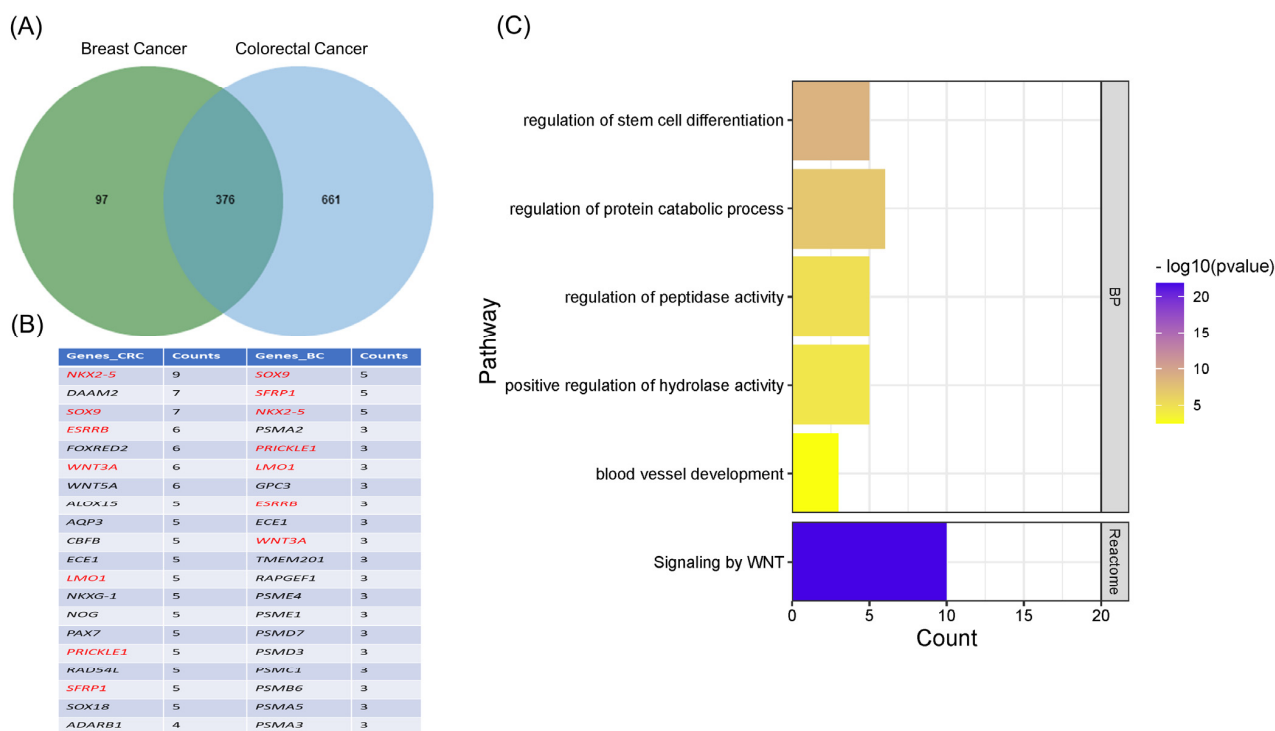 (A)
Breast Cancer Colorectal Cancer
97 376 661
(B)
Genes_CRC Counts Genes_BC Counts
NKX2-5 9 SOX9 5
DAAM2 7 SFRP1 5
SOX9 7 NKX2-5 5
ESRRB 6 PSMA2 3
FOXRED2 6 PRICKLE1 3
WNT3A 6 LMO1 3
WNT5A 6 GPC3 3
ALOX15 5 ESRRB 3
AQP3 5 ECE1 3
CBFB 5 WNT3A 3
ECE1 5 TMEM201 3
LMO1 5 RAPGEF1 3
NKXG-1 5 PSME4 3
NOG 5 PSME1 3
PAX7 5 PSMD7 3
PRICKLE1 5 PSMD3 3
RAD54L 5 PSMC1 3
SFRP1 5 PSMB6 3
SOX18 5 PSMA5 3
ADARB1 4 PSMA3 3
(C)
Pathway
regulation of stem cell differentiation
regulation of protein catabolic process
regulation of peptidase activity
positive regulation of hydrolase activity
blood vessel development
Signaling by WNT
BP
Reactome
0 5 10 15 20
Count
- log10(pvalue)
20
15
10
5